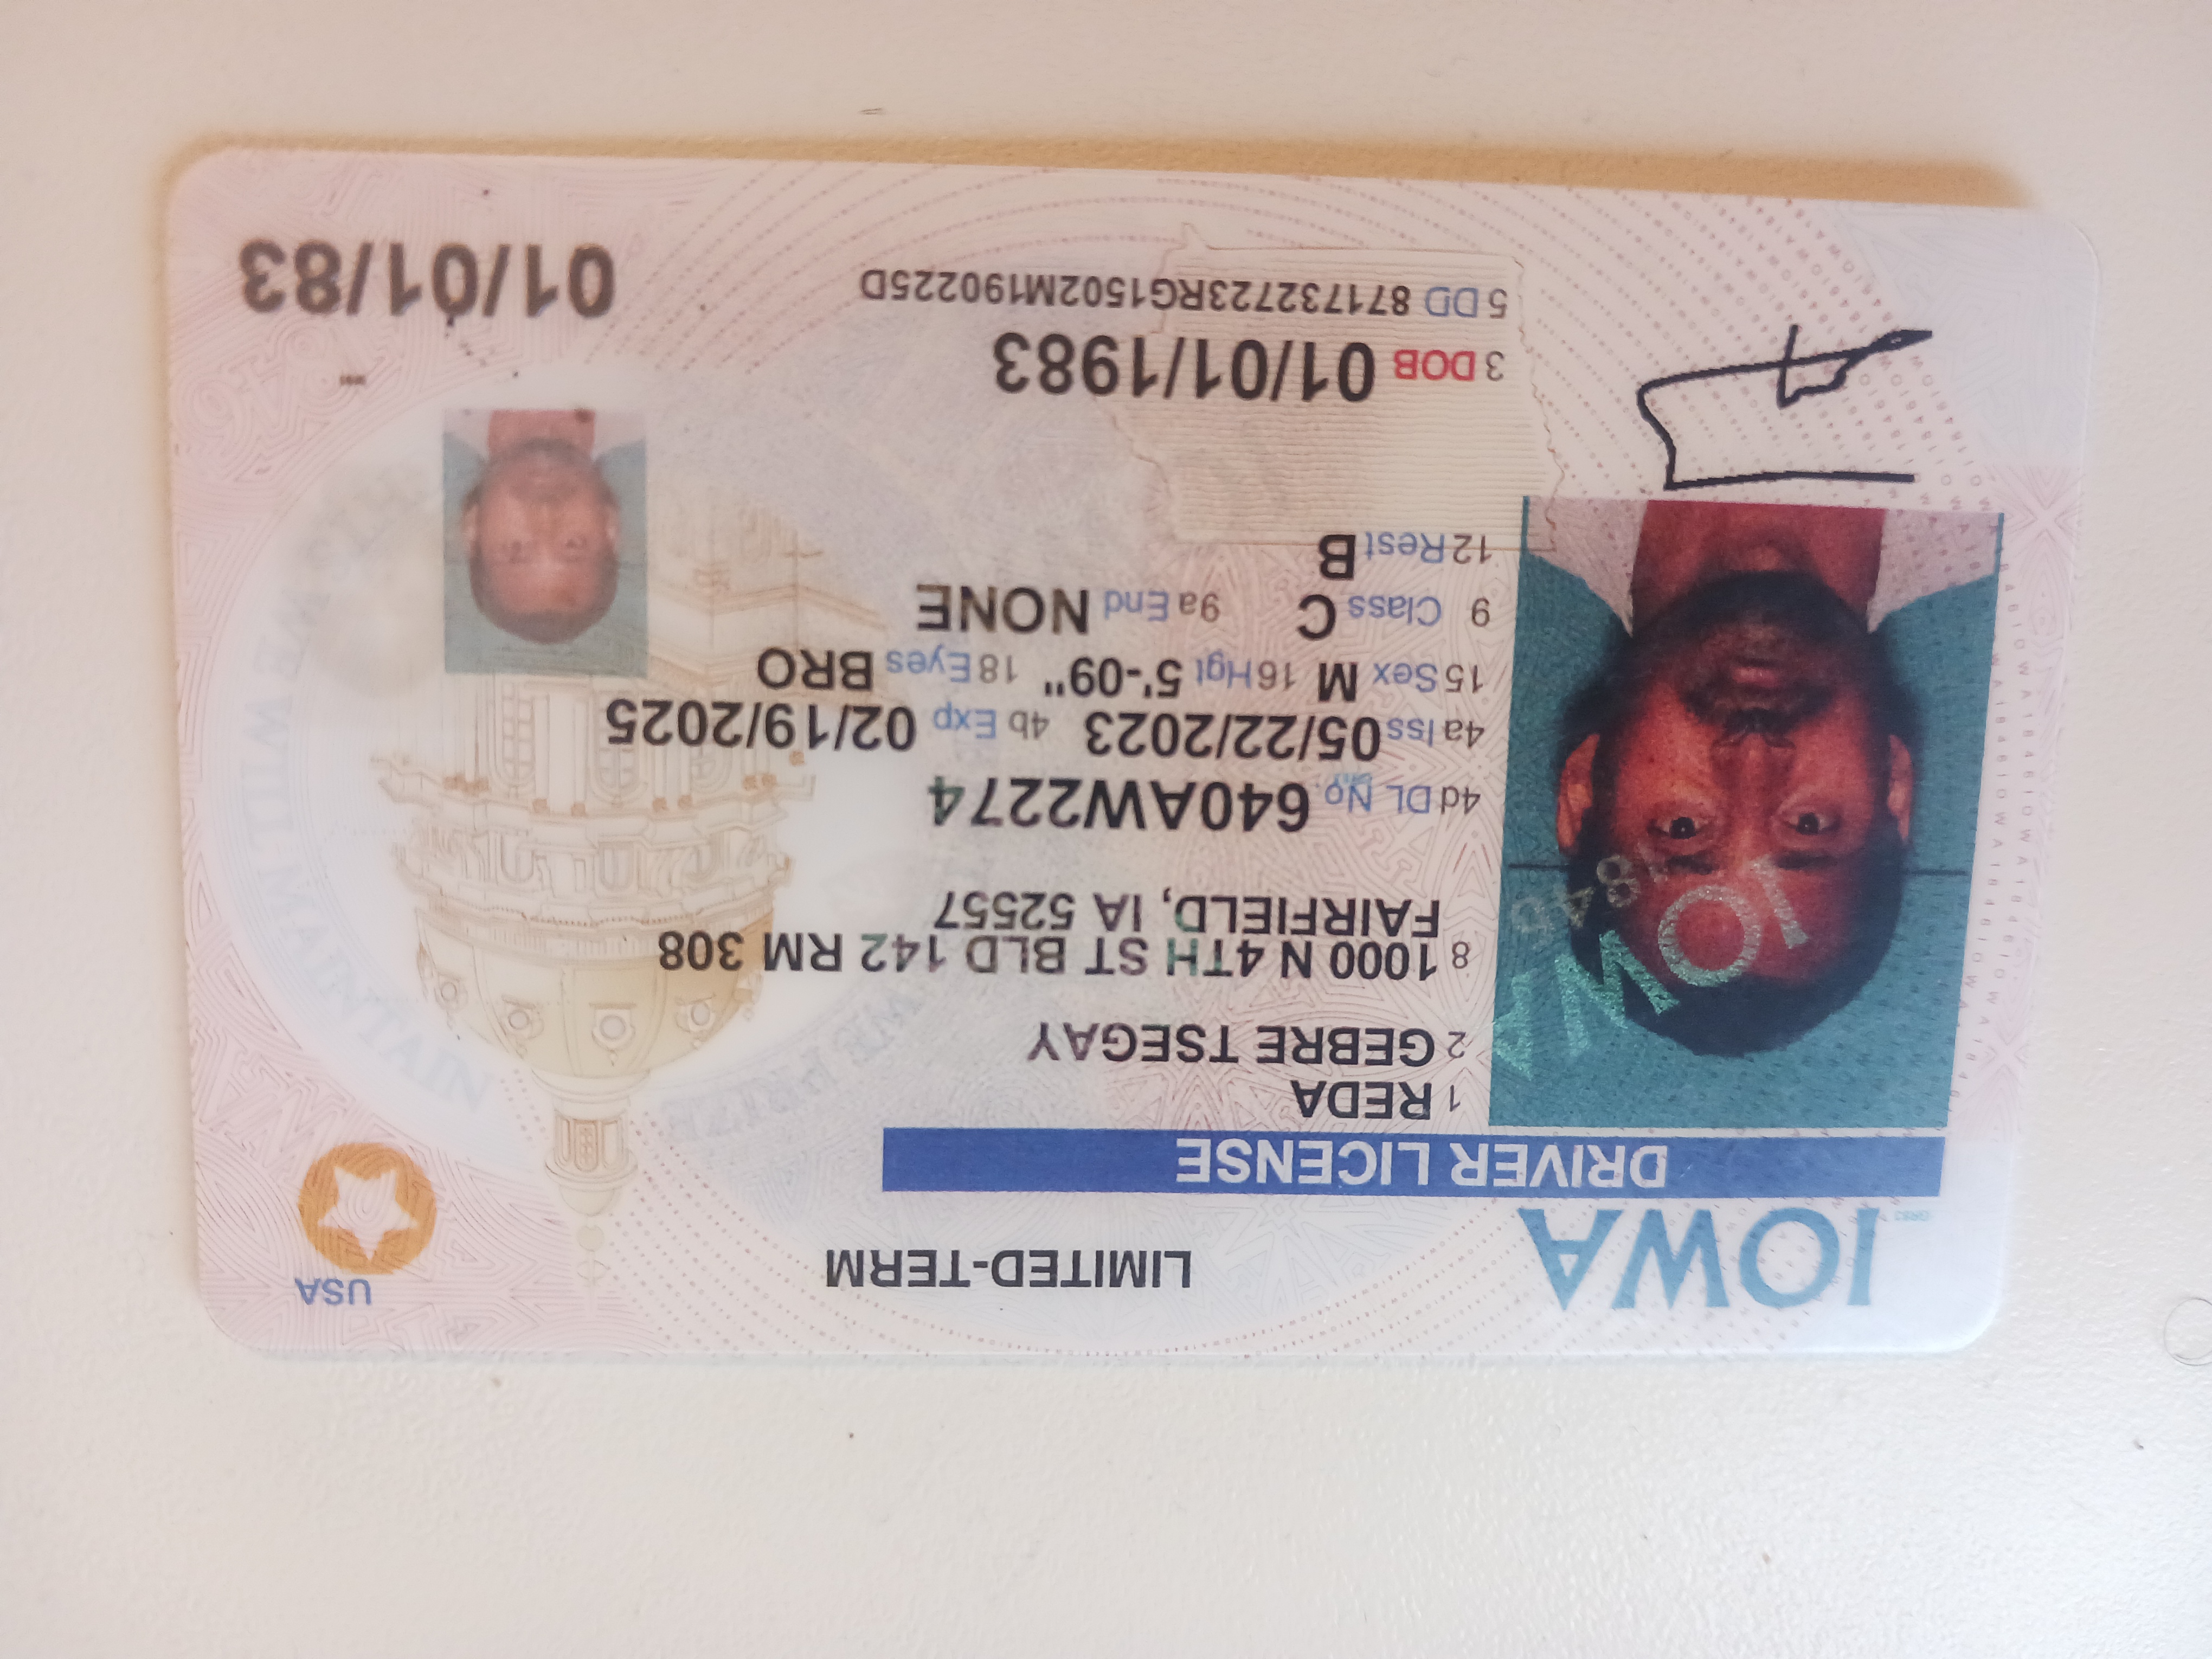 IOWA
LIMITED-TERM
USA
DRIVER LICENSE
1 REDA
2 GEBRE TSEGAY
8 1000 N 4TH ST BLD 142 RM 308
FAIRFIELD, IA 52557
4d DL No. 640AW2274
4a Iss 05/22/2023 4b Exp 02/19/2025
15 Sex M 16 Hgt 5'-09" 18 Eyes BRO
9 Class C 9a End NONE
12 Rest B
3 DOB 01/01/1983
01/01/83
5 DD 871732723RG1502M190225D